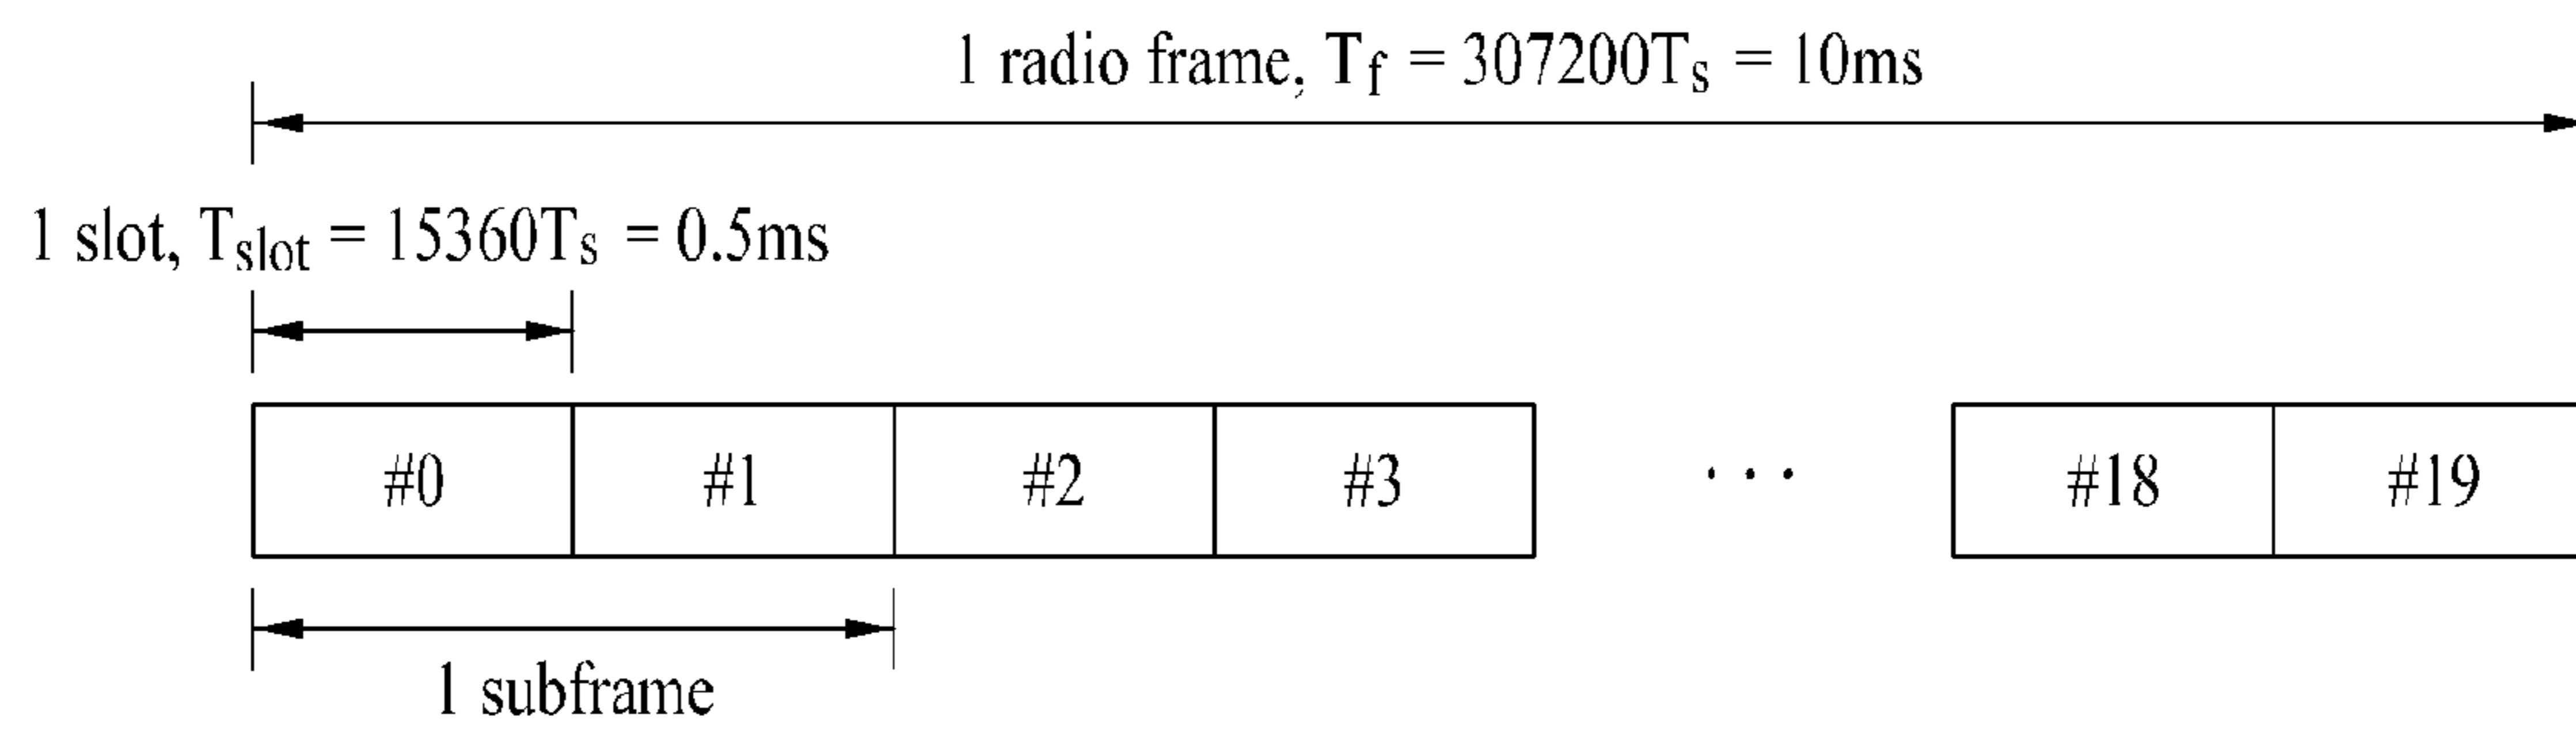 1 radio frame, Tf = 307200Ts = 10ms
1 slot, Tslot = 15360Ts = 0.5ms
#0 #1 #2 #3 ··· #18 #19
1 subframe